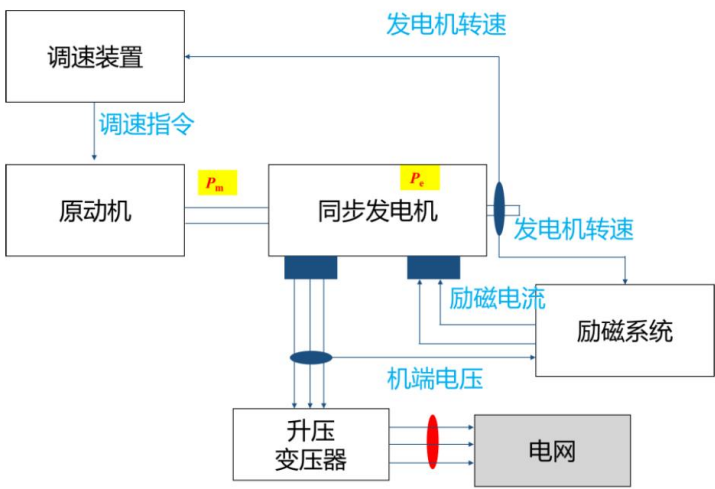 发电机转速
调速装置
调速指令
Pm
Pe
原动机
同步发电机
发电机转速
励磁电流
励磁系统
机端电压
升压
变压器
电网